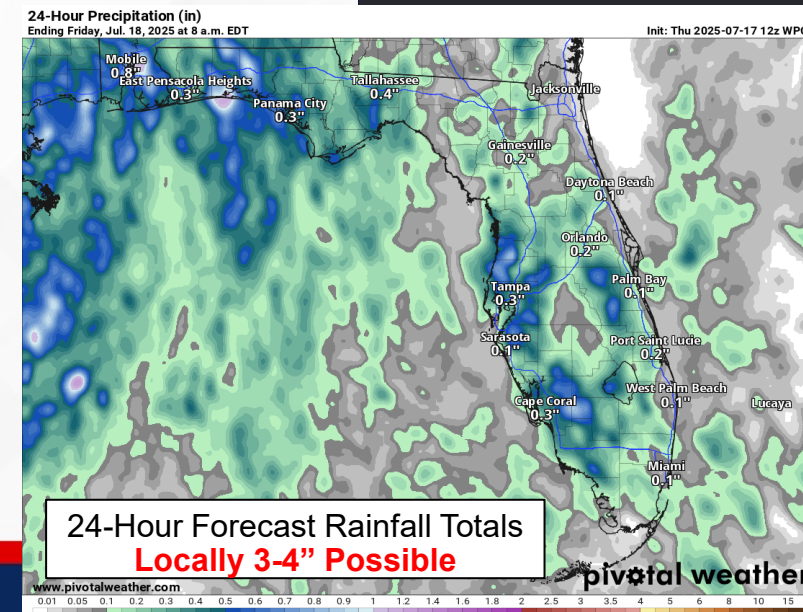 24-Hour Precipitation (in)
Ending Friday, Jul. 18, 2025 at 8 a.m. EDT
Init: Thu 2025-07-17 12z WPC
Mobile
0.8"
East Pensacola Heights
0.3"
Panama City
0.3"
Tallahassee
0.4"
Jacksonville
Gainesville
0.2"
Daytona Beach
0.1"
Orlando
0.2"
Tampa
0.3"
Palm Bay
0.1"
Sarasota
0.1"
Port Saint Lucie
0.2"
West Palm Beach
0.1"
Cape Coral
0.3"
Lucaya
Miami
0.1"
24-Hour Forecast Rainfall Totals
Locally 3-4” Possible
www.pivotalweather.com
pivotal weather
0.01 0.05 0.1 0.2 0.3 0.4 0.5 0.6 0.7 0.8 0.9 1 1.2 1.4 1.6 1.8 2 2.5 3 3.5 4 5 6 8 10 15